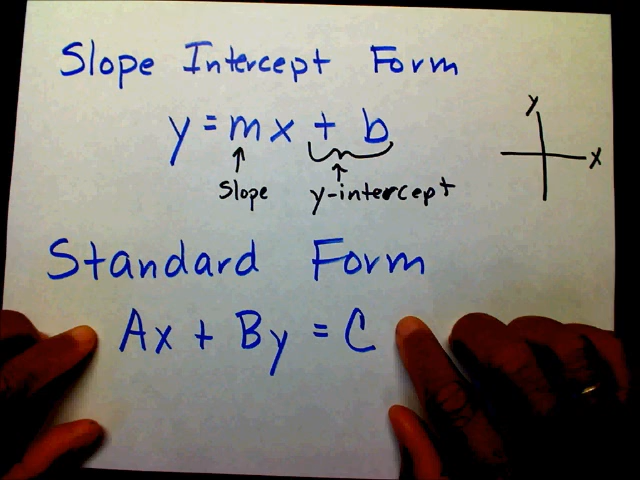 Slope Intercept Form
y = mx + b
slope y-intercept
y
x
Standard Form
Ax + By = C